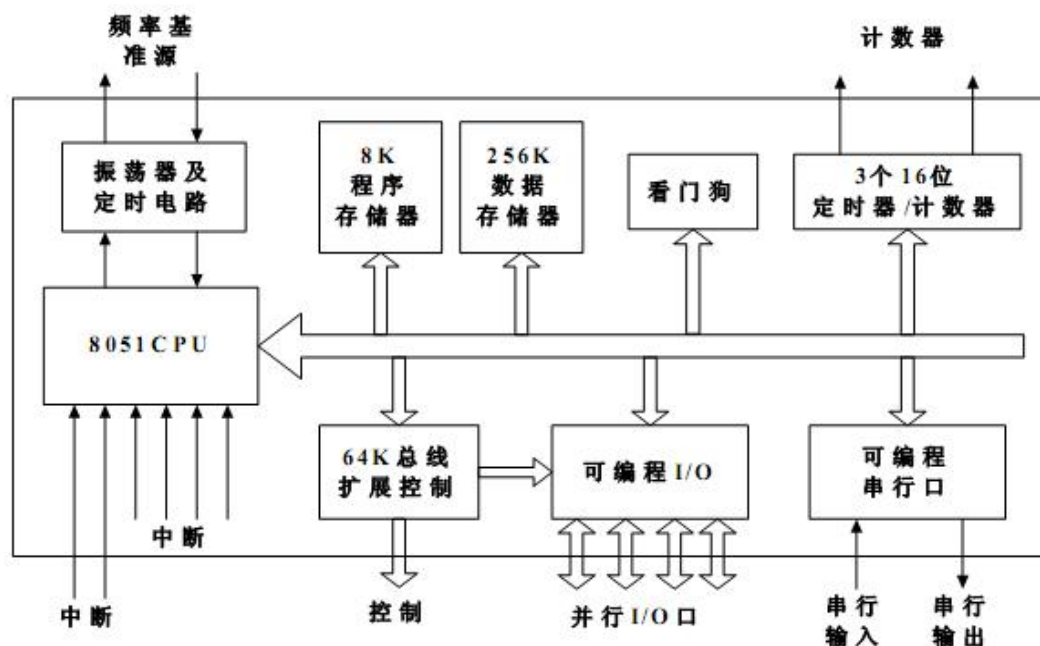 频率基
准源
计数器
振荡器及
定时电路
8K
程序
存储器
256K
数据
存储器
看门狗
3个16位
定时器/计数器
8051CPU
64K总线
扩展控制
可编程I/O
可编程
串行口
中断
中断
控制
并行I/O口
串行
输入
串行
输出